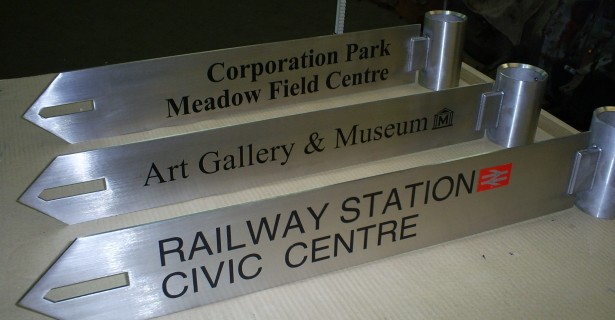 Corporation Park
Meadow Field Centre
Art Gallery & Museum M
RAILWAY STATION
CIVIC CENTRE